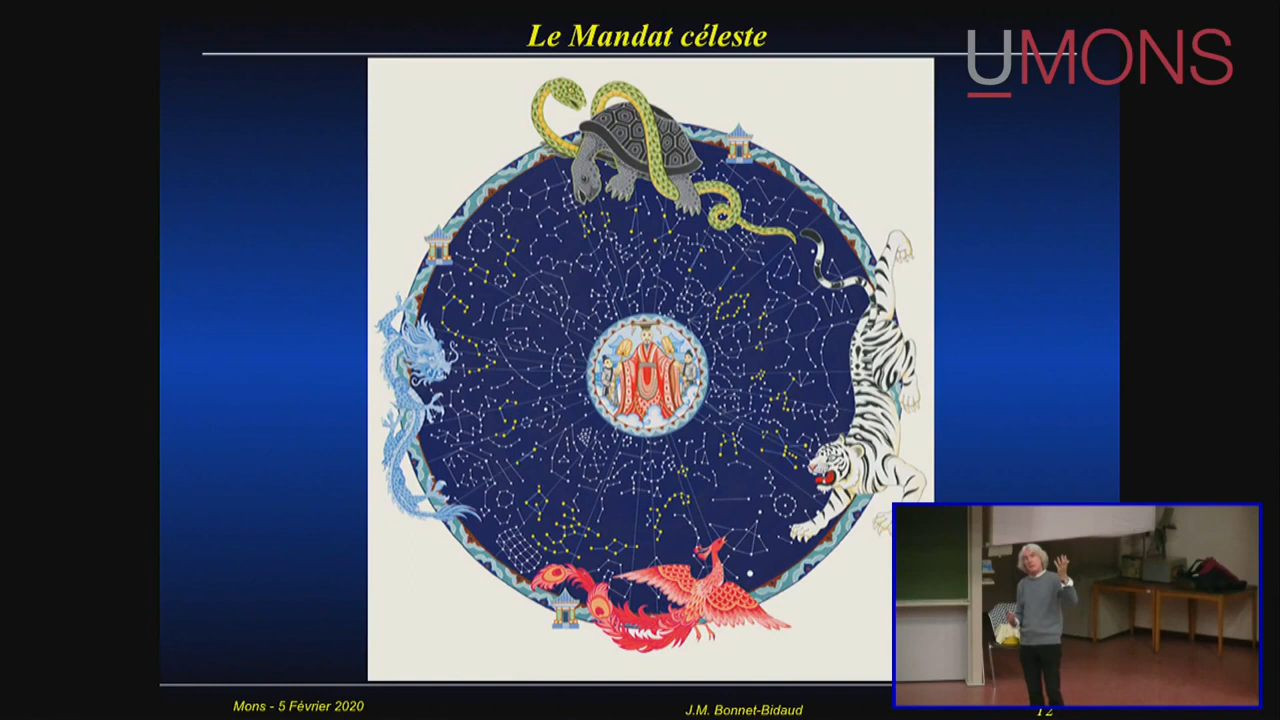 Le Mandat céleste
UMONS
Mons - 5 Février 2020
J.M. Bonnet-Bidaud
12